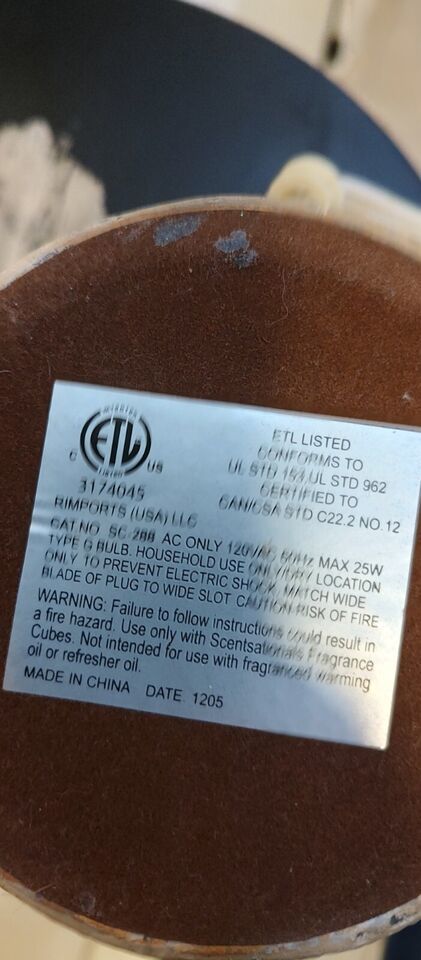 INTERTEK
ETL
LISTED
C US
3174045
RIMPORTS (USA) LLC
ETL LISTED
CONFORMS TO
UL STD 153,UL STD 962
CERTIFIED TO
CAN/CSA STD C22.2 NO.12
CAT.NO. SC-288 AC ONLY 120VAC 60Hz MAX 25W
TYPE G BULB. HOUSEHOLD USE ONLY/DRY LOCATION
ONLY TO PREVENT ELECTRIC SHOCK, MATCH WIDE
BLADE OF PLUG TO WIDE SLOT CAUTION-RISK OF FIRE
WARNING: Failure to follow instructions could result in
a fire hazard. Use only with Scentsationals Fragrance
Cubes. Not intended for use with fragranced warming
oil or refresher oil.
MADE IN CHINA DATE: 1205